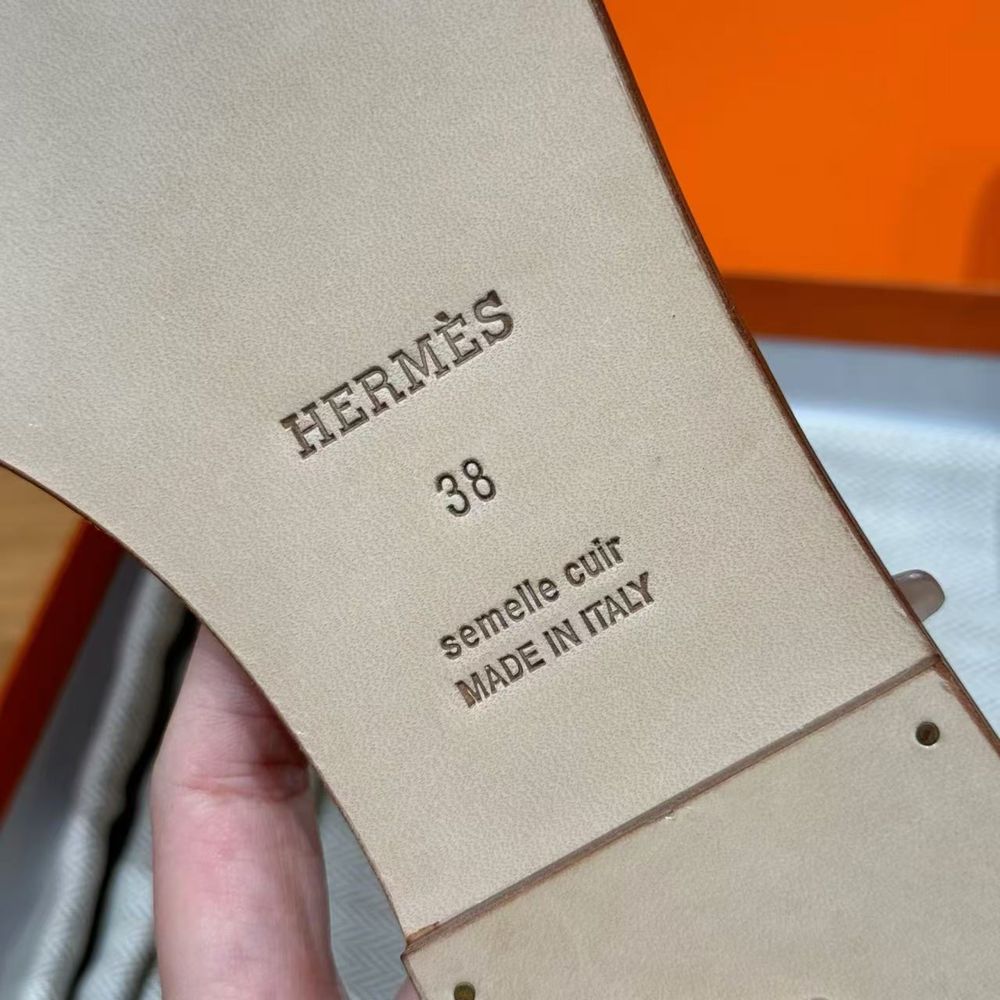 HERMÈS
38
semelle cuir
MADE IN ITALY